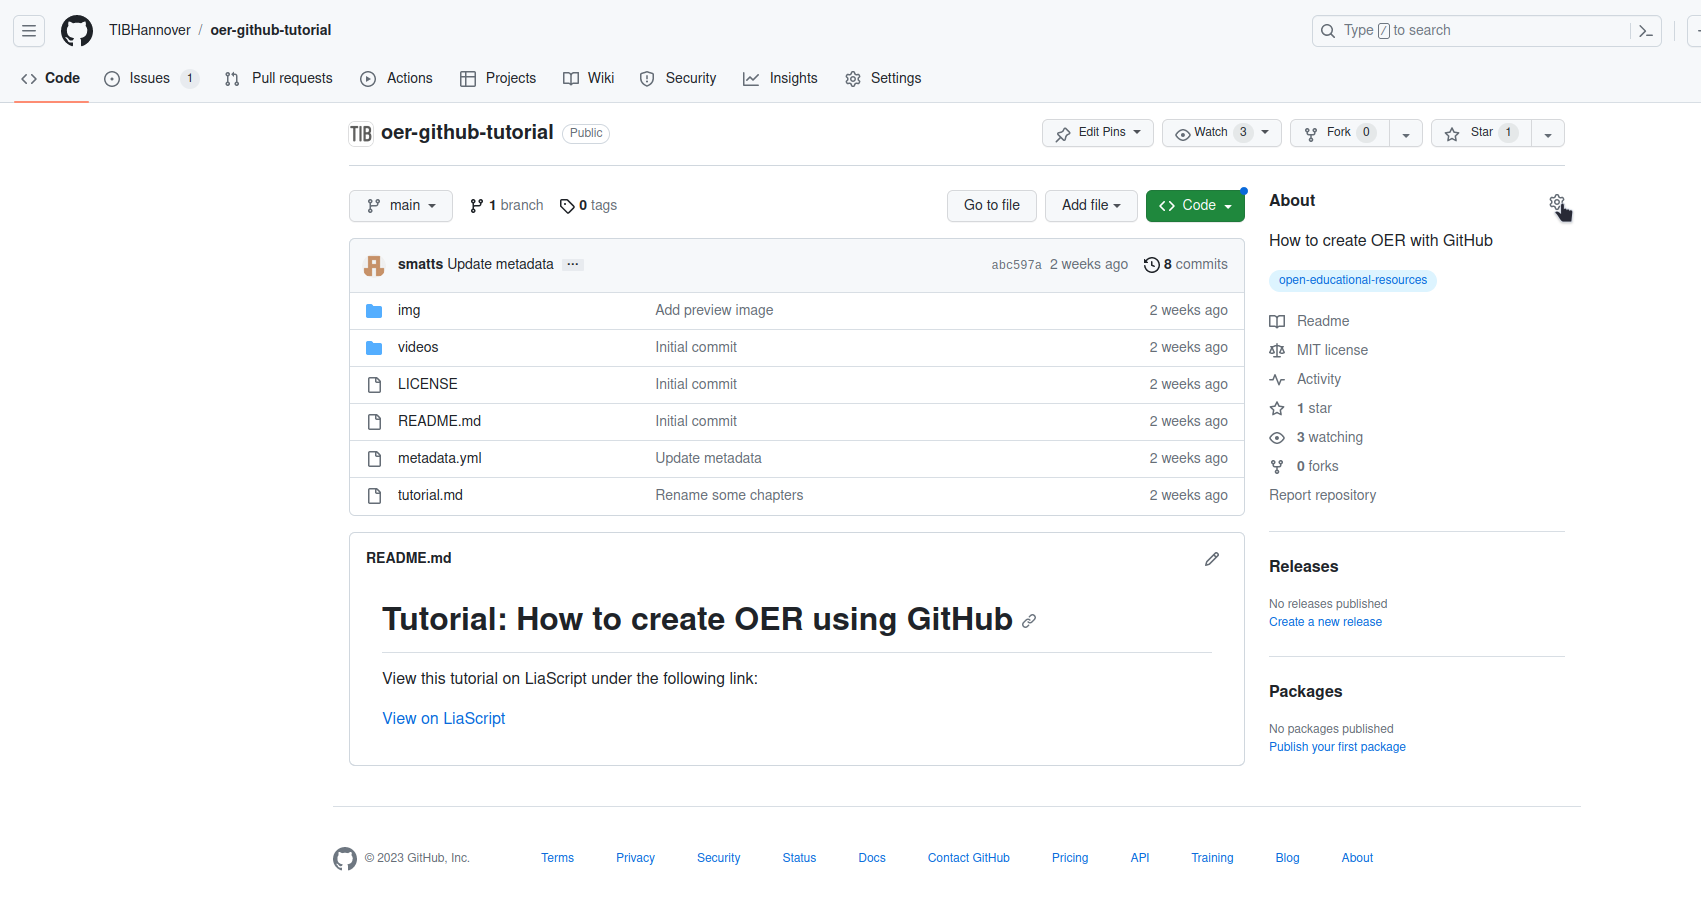 TIBHannover / oer-github-tutorial
Type / to search
Code Issues 1 Pull requests Actions Projects Wiki Security Insights Settings
TIB oer-github-tutorial Public
Edit Pins Watch 3 Fork 0 Star 1
main 1 branch 0 tags Go to file Add file Code
smatts Update metadata ··· abc597a 2 weeks ago 8 commits
img Add preview image 2 weeks ago
videos Initial commit 2 weeks ago
LICENSE Initial commit 2 weeks ago
README.md Initial commit 2 weeks ago
metadata.yml Update metadata 2 weeks ago
tutorial.md Rename some chapters 2 weeks ago
README.md
Tutorial: How to create OER using GitHub
View this tutorial on LiaScript under the following link:
View on LiaScript
About
How to create OER with GitHub
open-educational-resources
Readme
MIT license
Activity
1 star
3 watching
0 forks
Report repository
Releases
No releases published
Create a new release
Packages
No packages published
Publish your first package
© 2023 GitHub, Inc. Terms Privacy Security Status Docs Contact GitHub Pricing API Training Blog About